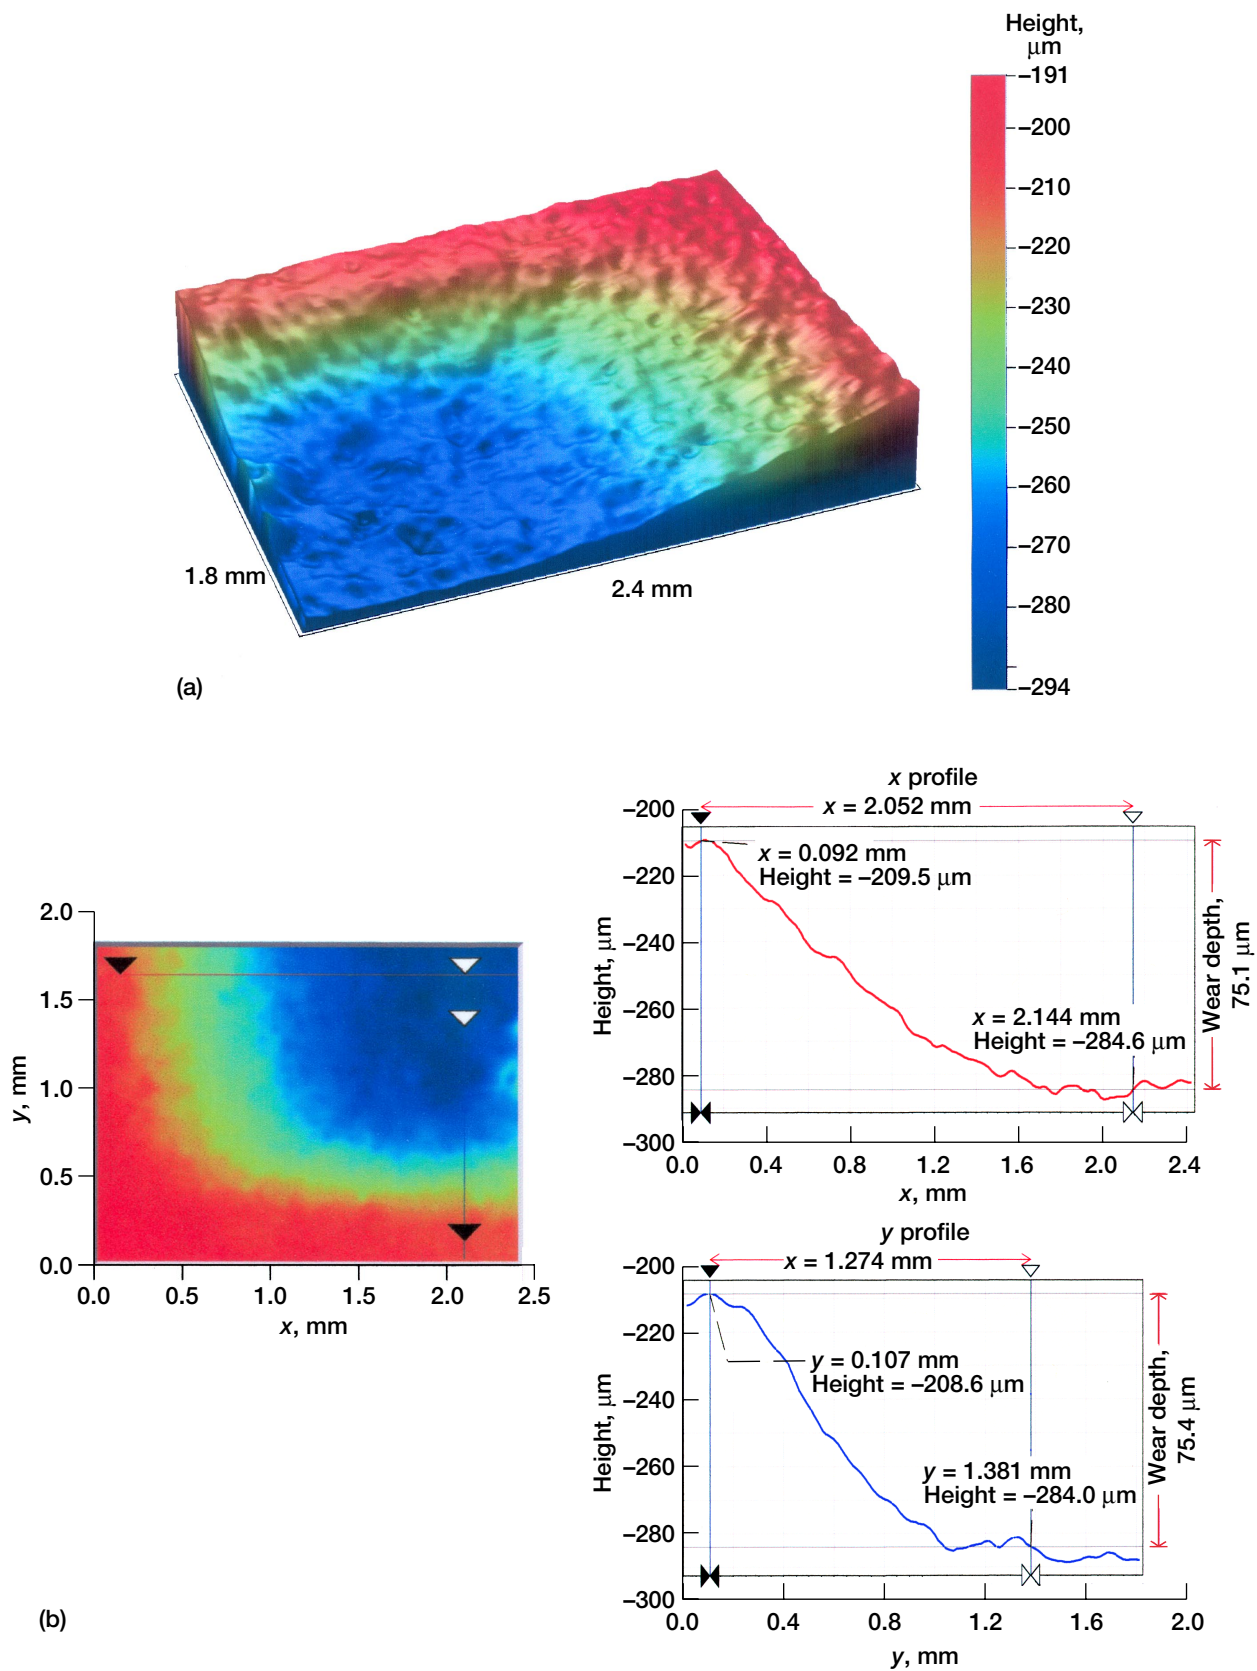 Height,
μm
–191
–200
–210
–220
–230
–240
–250
–260
–270
–280
–294
1.8 mm
2.4 mm
(a)
x profile
x = 2.052 mm
–200
–220
–240
–260
–280
–300
Height, μm
x = 0.092 mm
Height = –209.5 μm
x = 2.144 mm
Height = –284.6 μm
Wear depth,
75.1 μm
0.0 0.4 0.8 1.2 1.6 2.0 2.4
x, mm
2.0
1.5
1.0
0.5
0.0
y, mm
0.0 0.5 1.0 1.5 2.0 2.5
x, mm
y profile
x = 1.274 mm
–200
–220
–240
–260
–280
–300
Height, μm
y = 0.107 mm
Height = –208.6 μm
y = 1.381 mm
Height = –284.0 μm
Wear depth,
75.4 μm
0.0 0.4 0.8 1.2 1.6 2.0
y, mm
(b)